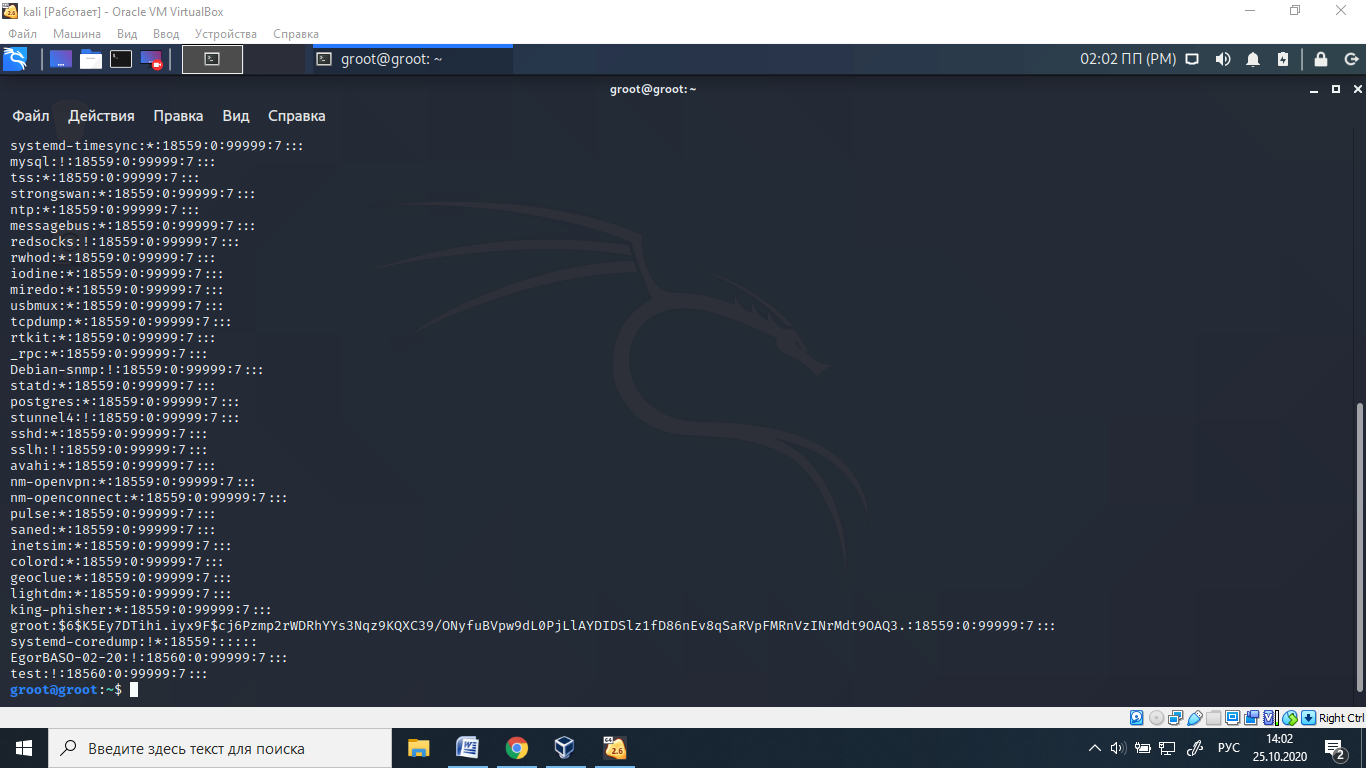 kali [Работает] - Oracle VM VirtualBox
Файл Машина Вид Ввод Устройства Справка
groot@groot: ~ 02:02 ПП (PM)
groot@groot: ~
Файл Действия Правка Вид Справка
systemd-timesync:*:18559:0:99999:7:::
mysql:!:18559:0:99999:7:::
tss:*:18559:0:99999:7:::
strongswan:*:18559:0:99999:7:::
ntp:*:18559:0:99999:7:::
messagebus:*:18559:0:99999:7:::
redsocks:!:18559:0:99999:7:::
rwhod:*:18559:0:99999:7:::
iodine:*:18559:0:99999:7:::
miredo:*:18559:0:99999:7:::
usbmux:*:18559:0:99999:7:::
tcpdump:*:18559:0:99999:7:::
rtkit:*:18559:0:99999:7:::
_rpc:*:18559:0:99999:7:::
Debian-snmp:!:18559:0:99999:7:::
statd:*:18559:0:99999:7:::
postgres:*:18559:0:99999:7:::
stunnel4:!:18559:0:99999:7:::
sshd:*:18559:0:99999:7:::
sslh:!:18559:0:99999:7:::
avahi:*:18559:0:99999:7:::
nm-openvpn:*:18559:0:99999:7:::
nm-openconnect:*:18559:0:99999:7:::
pulse:*:18559:0:99999:7:::
saned:*:18559:0:99999:7:::
inetsim:*:18559:0:99999:7:::
colord:*:18559:0:99999:7:::
geoclue:*:18559:0:99999:7:::
lightdm:*:18559:0:99999:7:::
king-phisher:*:18559:0:99999:7:::
groot:$6$K5Ey7DTihi.iyx9F$cj6Pzmp2rWDRhYYs3Nqz9KQXC39/ONyfuBVpw9dL0PjLlAYDIDSlz1fD86nEv8qSaRVpFMRnVzINrMdt9OAQ3.:18559:0:99999:7:::
systemd-coredump:!*:18559::::::
EgorBASO-02-20:!:18560:0:99999:7:::
test:!:18560:0:99999:7:::
groot@groot:~$
Right Ctrl
Введите здесь текст для поиска
64
2.6
РУС
14:02
25.10.2020
2